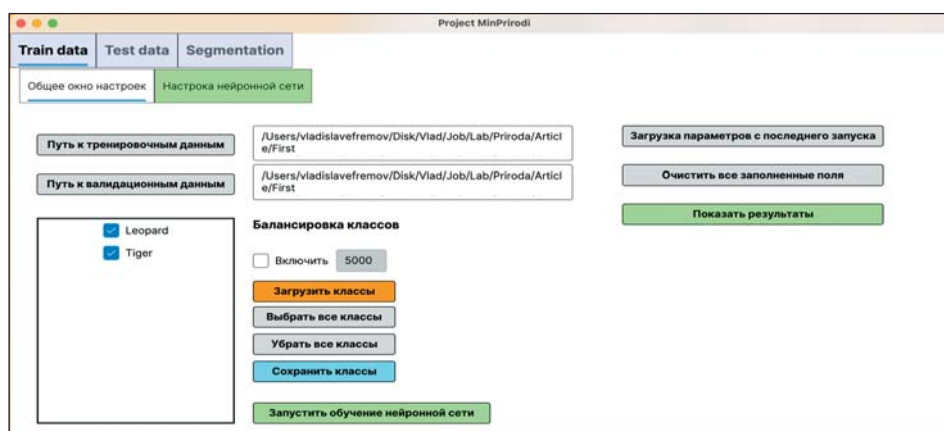 Project MinPrirodi
Train data Test data Segmentation
Общее окно настроек Настрока нейронной сети
Путь к тренировочным данным
/Users/vladislavefremov/Disk/Vlad/Job/Lab/Priroda/Articl
e/First
Загрузка параметров с последнего запуска
Путь к валидационным данным
/Users/vladislavefremov/Disk/Vlad/Job/Lab/Priroda/Articl
e/First
Очистить все заполненные поля
Показать результаты
Leopard
Tiger
Балансировка классов
Включить 5000
Загрузить классы
Выбрать все классы
Убрать все классы
Сохранить классы
Запустить обучение нейронной сети